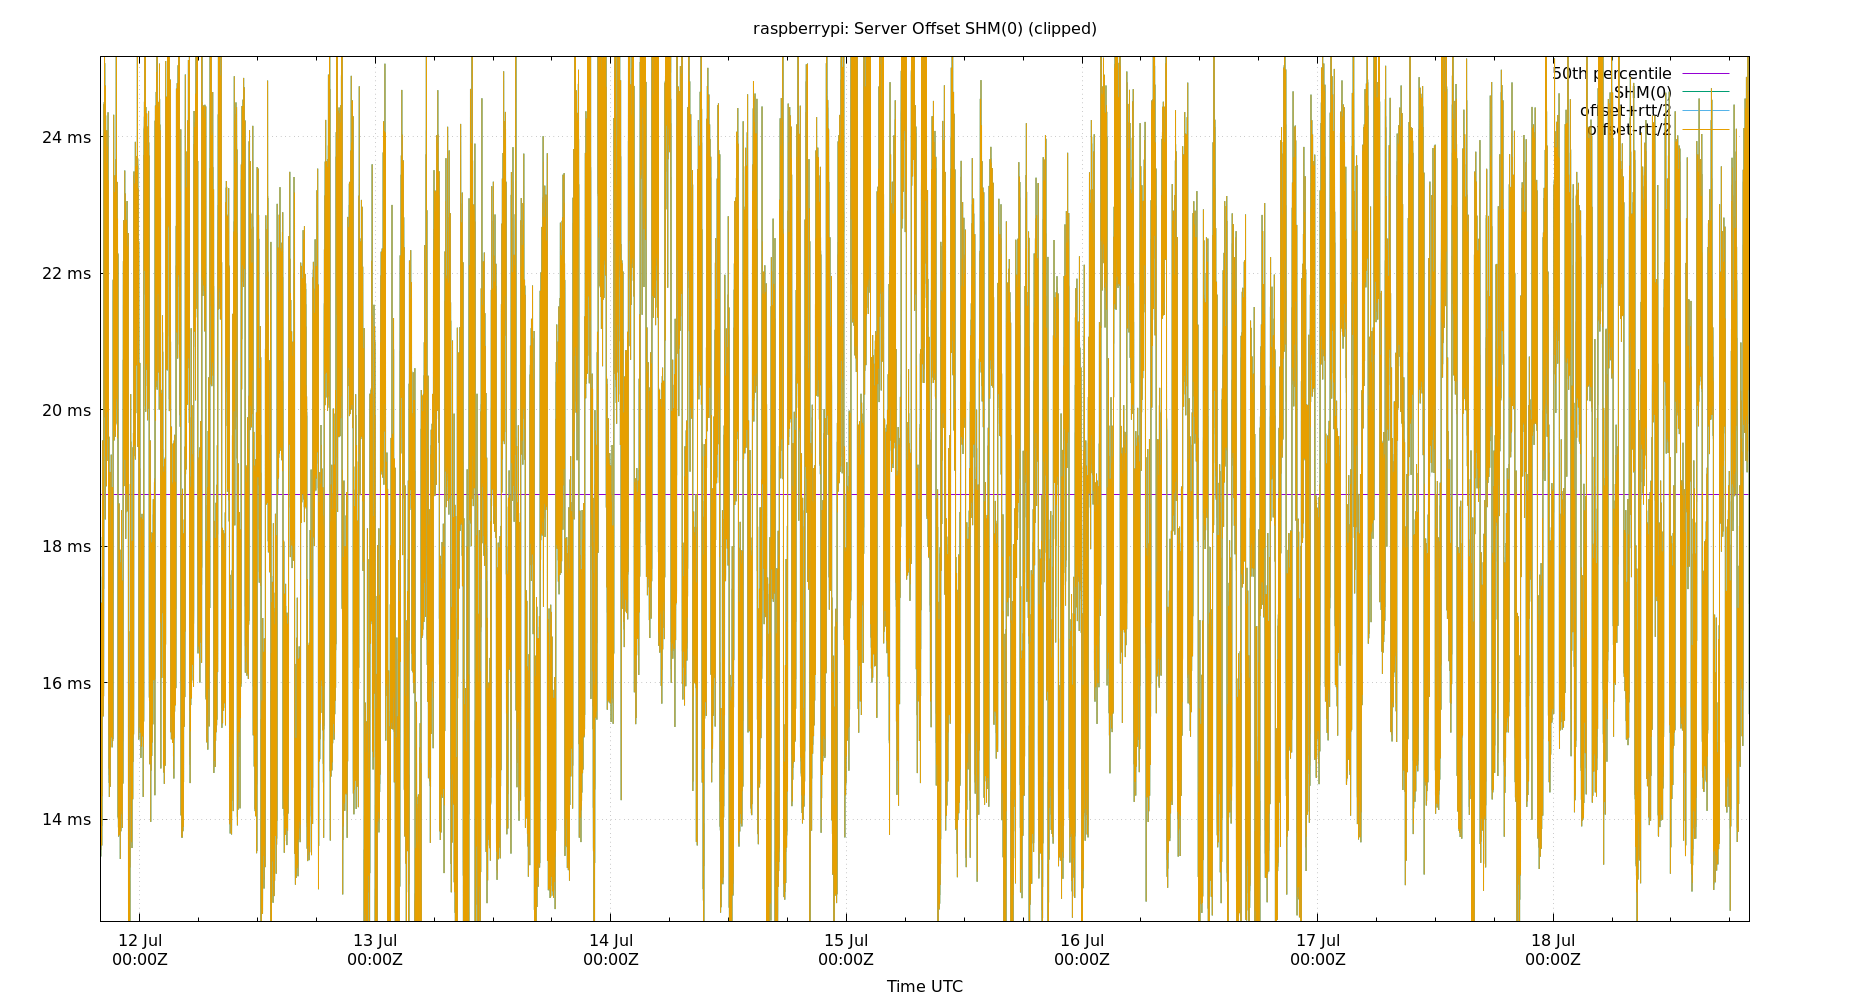 raspberrypi: Server Offset SHM(0) (clipped)
50th percentile
SHM(0)
offset+rtt/2
offset-rtt/2
24 ms
22 ms
20 ms
18 ms
16 ms
14 ms
12 Jul 13 Jul 14 Jul 15 Jul 16 Jul 17 Jul 18 Jul
00:00Z 00:00Z 00:00Z 00:00Z 00:00Z 00:00Z 00:00Z
Time UTC